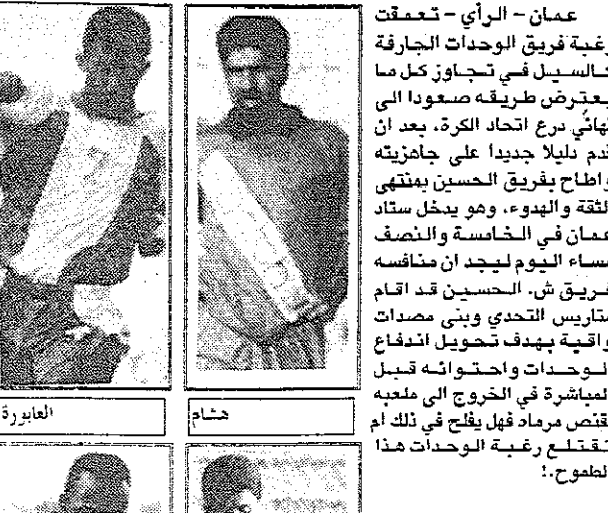 عمان - الرأي - تعمقت
رغبة فريق الوحدات الجارفة
كالسيل في تجاوز كل ما
يعترض طريقه صعودا الى
نهائي درع اتحاد الكرة، بعد ان
قدم دليلا جديدا على جاهزيته
واطاح بفريق الحسين بمنتهى
الثقة والهدوء، وهو يدخل ستاد
عمان في الخامسة والنصف
مساء اليوم ليجد ان منافسه
فريق ش. الحسين قد اقام
متاريس التحدي وبنى مصدات
واقية بهدف تحويل اندفاع
الوحدات واحتوائه قبل
المباشرة في الخروج الى ملعبه
يقتص مرماه فهل يفلح في ذلك ام
تقتلع رغبة الوحدات هذا
الطموح.!
هشام
العابورة